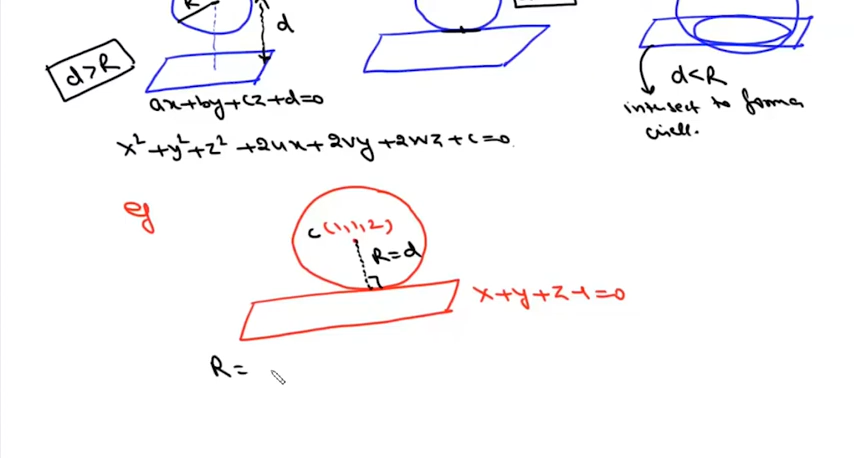 R
d
d>R
ax+by+cz+d=0
d<R
intersect to form a
circle.
x²+y²+z²+2ux+2vy+2wz+c=0
eg
C(1,1,2)
R=d
x+y+z-1=0
R=